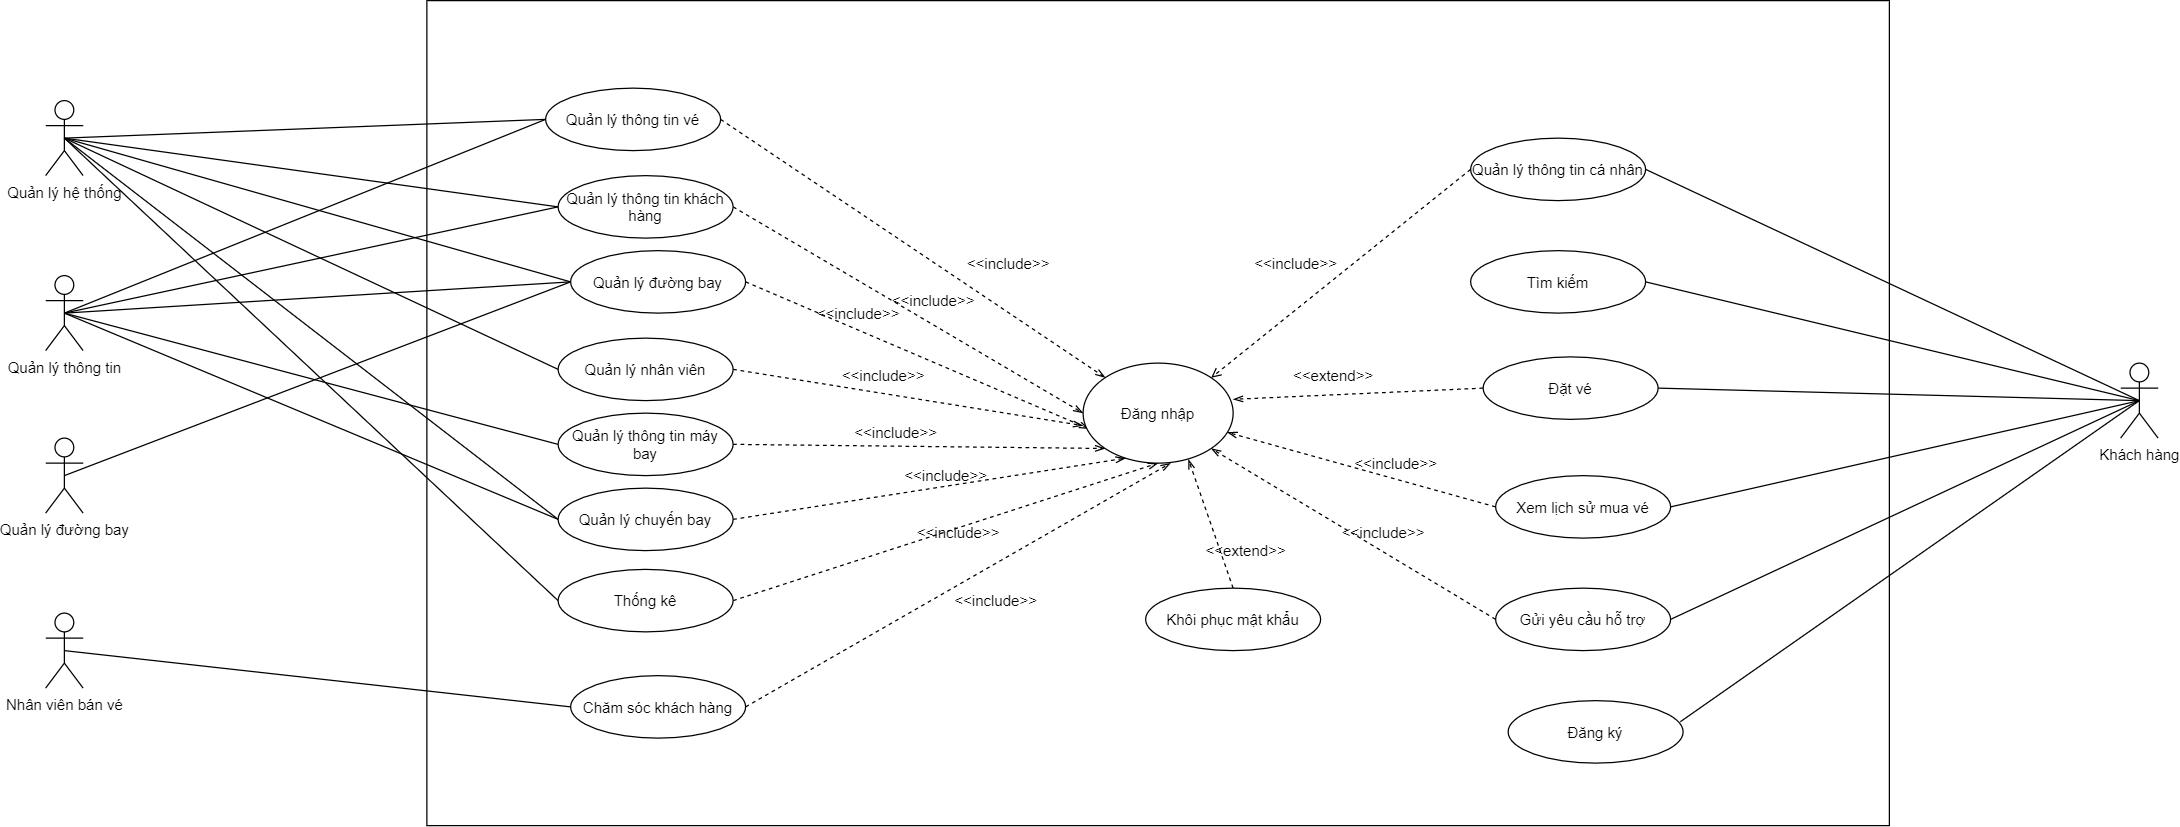 Quản lý hệ thống
Quản lý thông tin
Quản lý đường bay
Nhân viên bán vé
Quản lý thông tin vé
Quản lý thông tin khách
hàng
Quản lý đường bay
Quản lý nhân viên
Quản lý thông tin máy
bay
Quản lý chuyến bay
Thống kê
Chăm sóc khách hàng
<<include>>
<<include>>
<<include>>
<<include>>
<<include>>
<<include>>
<<include>>
<<include>>
Đăng nhập
<<extend>>
Khôi phục mật khẩu
<<include>>
<<extend>>
<<include>>
<<include>>
Quản lý thông tin cá nhân
Tìm kiếm
Đặt vé
Xem lịch sử mua vé
Gửi yêu cầu hỗ trợ
Đăng ký
Khách hàng